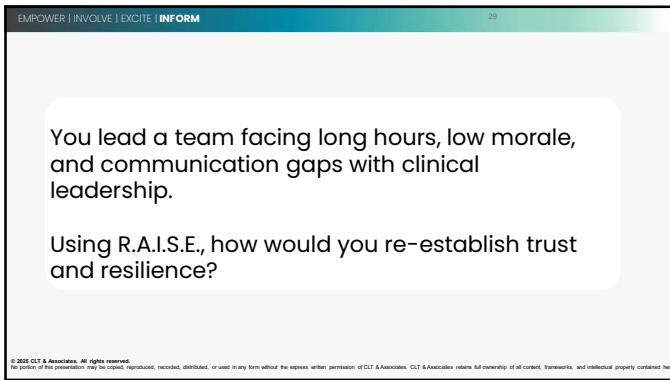 EMPOWER | INVOLVE | EXCITE | INFORM
29
You lead a team facing long hours, low morale,
and communication gaps with clinical
leadership.
Using R.A.I.S.E., how would you re-establish trust
and resilience?
© 2025 CLT & Associates. All rights reserved.
No portion of this presentation may be copied, reproduced, recorded, distributed, or used in any form without the express written permission of CLT & Associates. CLT & Associates retains full ownership of all content, frameworks, and intellectual property contained